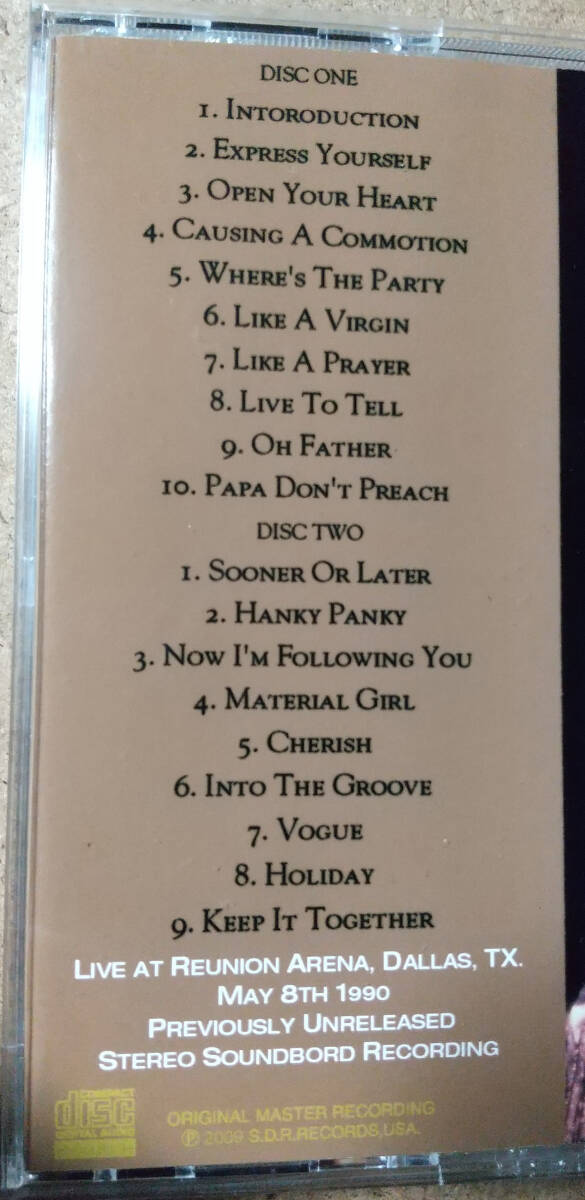 DISC ONE
1. INTORODUCTION
2. EXPRESS YOURSELF
3. OPEN YOUR HEART
4. CAUSING A COMMOTION
5. WHERE'S THE PARTY
6. LIKE A VIRGIN
7. LIKE A PRAYER
8. LIVE TO TELL
9. OH FATHER
10. PAPA DON'T PREACH
DISC TWO
1. SOONER OR LATER
2. HANKY PANKY
3. NOW I'M FOLLOWING YOU
4. MATERIAL GIRL
5. CHERISH
6. INTO THE GROOVE
7. VOGUE
8. HOLIDAY
9. KEEP IT TOGETHER
LIVE AT REUNION ARENA, DALLAS, TX.
MAY 8TH 1990
PREVIOUSLY UNRELEASED
STEREO SOUNDBORD RECORDING
COMPACT
disc
DIGITAL AUDIO
ORIGINAL MASTER RECORDING
Ⓟ 2009 S.D.R.RECORDS,USA.